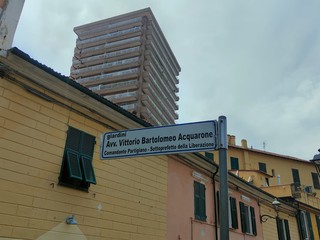 giardini
Avv. Vittorio Bartolomeo Acquarone
Comandante Partigiano - Sottoprefetto della Liberazione